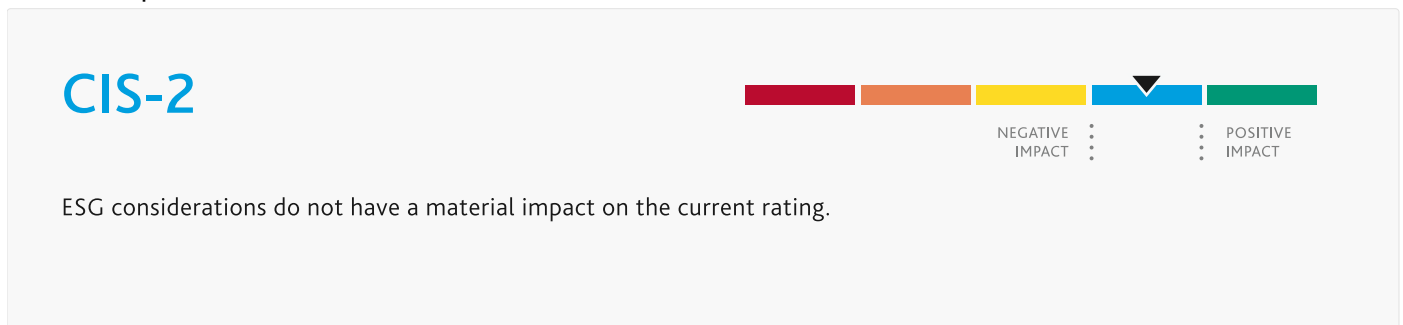 CIS-2
NEGATIVE
IMPACT
POSITIVE
IMPACT
ESG considerations do not have a material impact on the current rating.